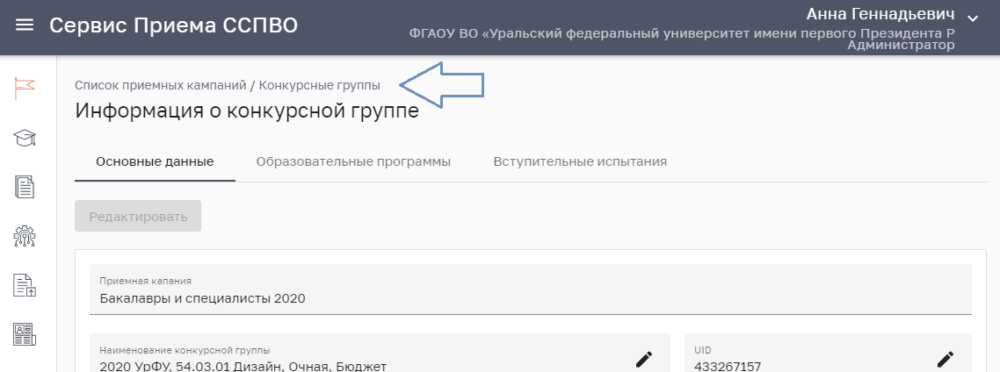 Сервис Приема ССПВО
Анна Геннадьевич
ФГАОУ ВО «Уральский федеральный университет имени первого Президента Р
Администратор
Список приемных кампаний / Конкурсные группы
Информация о конкурсной группе
Основные данные
Образовательные программы
Вступительные испытания
Редактировать
Приемная капания
Бакалавры и специалисты 2020
Наименование конкурсной группы
2020 УрФУ, 54.03.01 Дизайн, Очная, Бюджет
UID
433267157